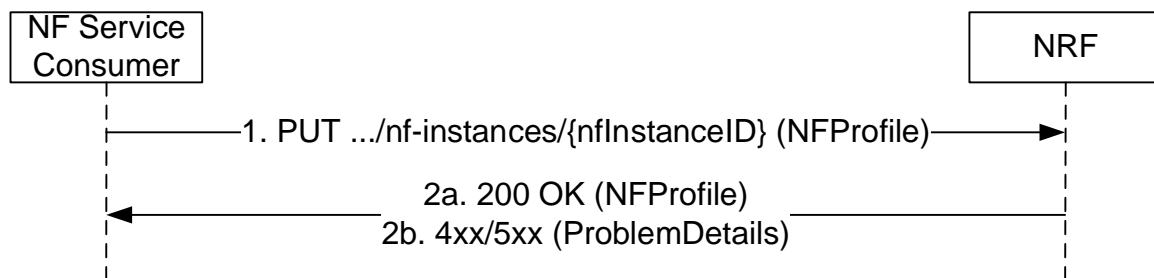 NF Service
Consumer
NRF
1. PUT .../nf-instances/{nfInstanceID} (NFProfile)
2a. 200 OK (NFProfile)
2b. 4xx/5xx (ProblemDetails)